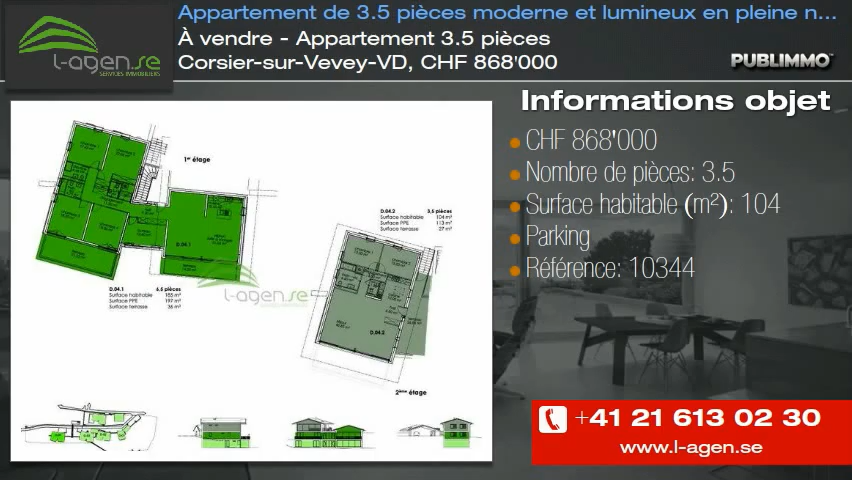 Appartement de 3.5 pièces moderne et lumineux en pleine n...
À vendre - Appartement 3.5 pièces
Corsier-sur-Vevey-VD, CHF 868'000
l-agen.se
SERVICES IMMOBILIERS
PUBLIMMO
Informations objet
CHF 868'000
Nombre de pièces: 3.5
Surface habitable (m²): 104
Parking
Référence: 10344
1er étage
D.04.2 3,5 pièces
Surface habitable 104 m²
Surface PPE 113 m²
Surface terrasse 27 m²
D.04.1
D.04.1 6,5 pièces
Surface habitable 185 m²
Surface PPE 197 m²
Surface terrasse 36 m²
l-agen.se
D.04.2
2ème étage
+41 21 613 02 30
www.l-agen.se